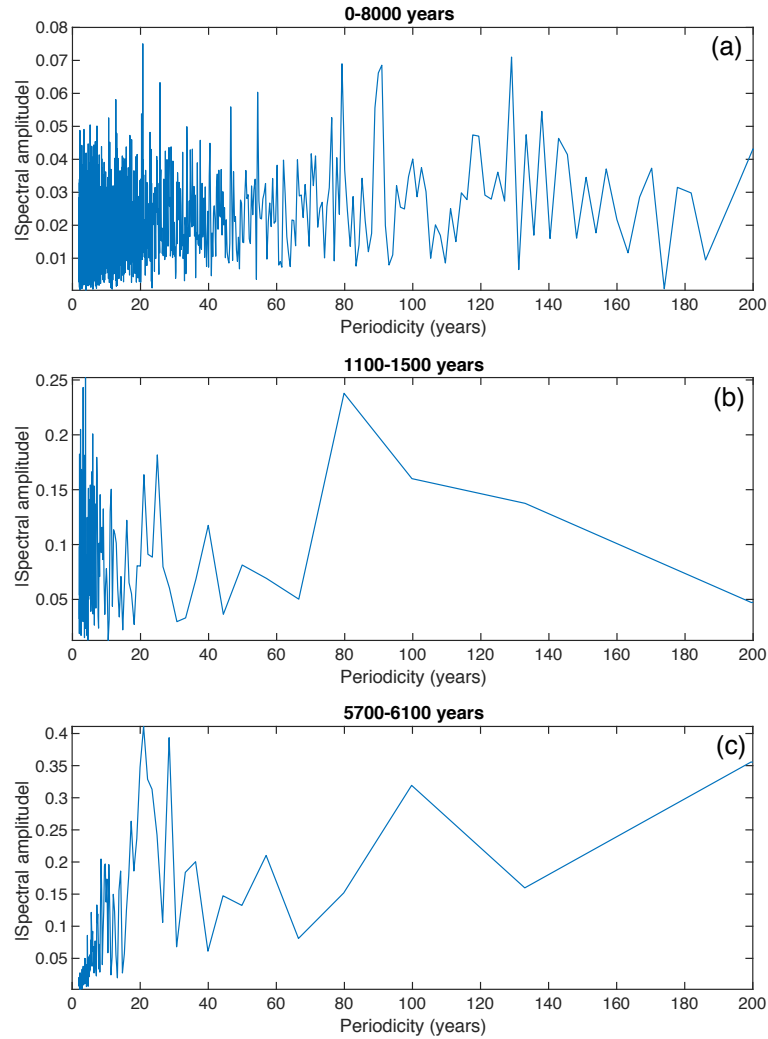 0-8000 years
(a)
|Spectral amplitude|
0.08
0.07
0.06
0.05
0.04
0.03
0.02
0.01
0 20 40 60 80 100 120 140 160 180 200
Periodicity (years)
1100-1500 years
(b)
|Spectral amplitude|
0.25
0.2
0.15
0.1
0.05
0 20 40 60 80 100 120 140 160 180 200
Periodicity (years)
5700-6100 years
(c)
|Spectral amplitude|
0.4
0.35
0.3
0.25
0.2
0.15
0.1
0.05
0 20 40 60 80 100 120 140 160 180 200
Periodicity (years)